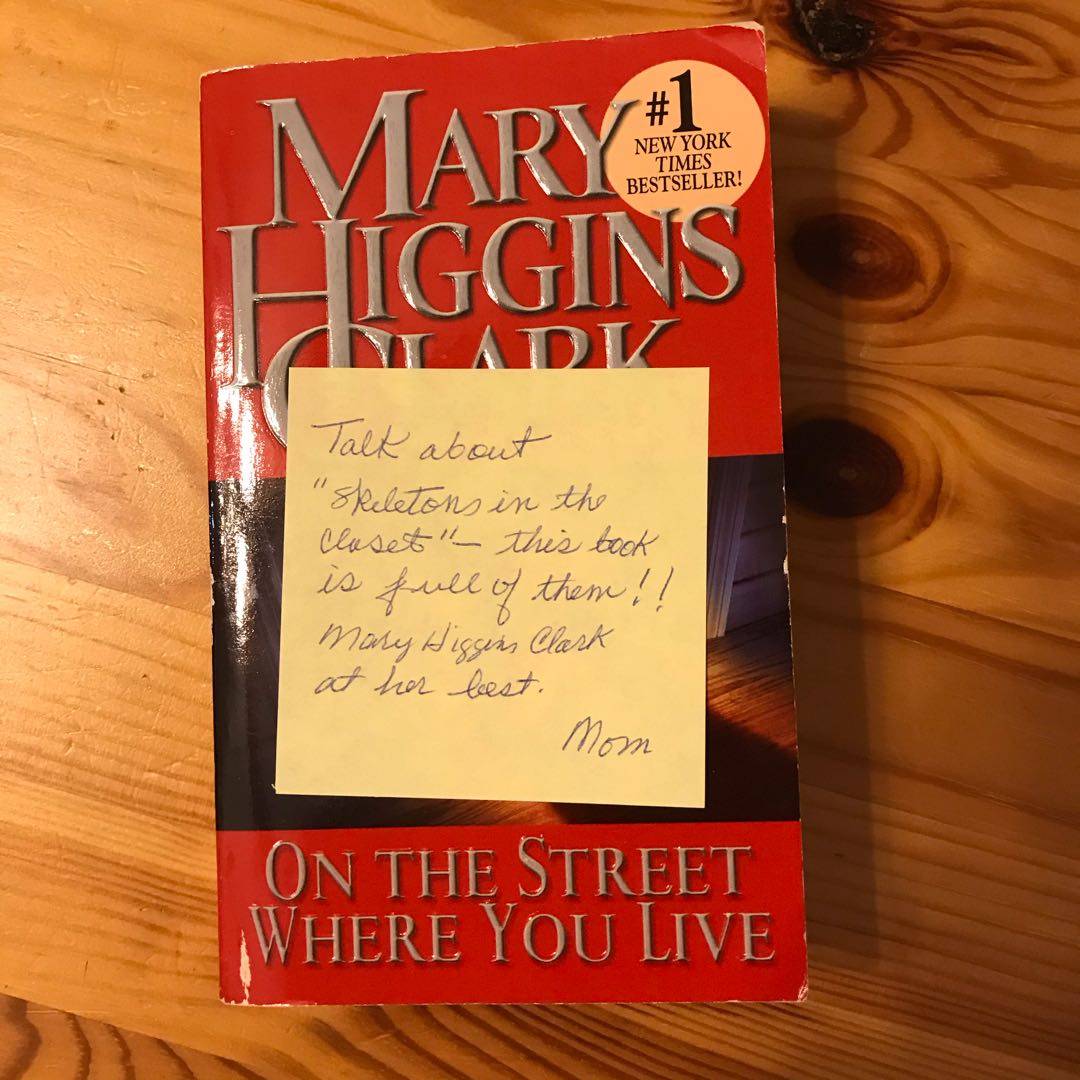 MARY
HIGGINS
CLARK
#1
NEW YORK
TIMES
BESTSELLER!
Talk about
"Skeletons in the
closet" — this book
is full of them!!
Mary Higgins Clark
at her best.
Mom
ON THE STREET
WHERE YOU LIVE